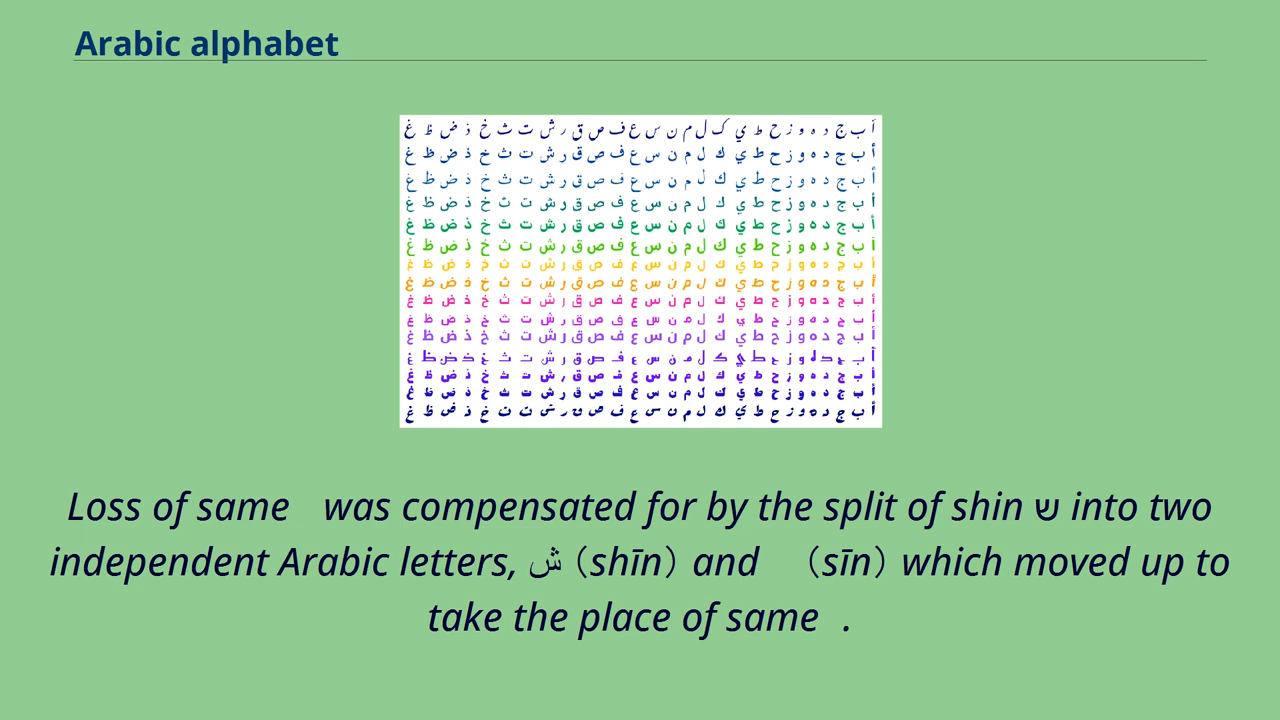 Arabic alphabet
أ ب ج د ه و ز ح ط ي ک ل م ن س ع ف ص ق ر ش ت ث خ ذ ض ظ غ
أ ب ج د ه و ز ح ط ي ك ل م ن س ع ف ص ق ر ش ت ث خ ذ ض ظ غ
أ ب ج د ه و ز ح ط ي ك ل م ن س ع ف ص ق ر ش ت ث خ ذ ض ظ غ
أ ب ج د ه و ز ح ط ي ك ل م ن س ع ف ص ق ر ش ت ث خ ذ ض ظ غ
أ ب ج د ه و ز ح ط ي ك ل م ن س ع ف ص ق ر ش ت ث خ ذ ض ظ غ
أ ب ج د ه و ز ح ط ي ك ل م ن س ع ف ص ق ر ش ت ث خ ذ ض ظ غ
أ ب ج د ه و ز ح ط ي ك ل م ن س ع ف ص ق ر ش ت ث خ ذ ض ظ غ
أ ب ج د ه و ز ح ط ي ك ل م ن س ع ف ص ق ر ش ت ث خ ذ ض ظ غ
أ ب ج د ه و ز ح ط ي ك ل م ن س ع ف ص ق ر ش ت ث خ ذ ض ظ غ
أ ب ج د ه و ز ح ط ي ك ل م ن س ع ف ص ق ر ش ت ث خ ذ ض ظ غ
أ ب ج د ه و ز ح ط ي ك ل م ن س ع ف ص ق ر ش ت ث خ ذ ض ظ غ
أ ب ج د ه و ز ح ط ي ك ل م ن س ع ف ص ق ر ش ت ث خ ذ ض ظ غ
أ ب ج د ه و ز ح ط ي ك ل م ن س ع ف ص ق ر ش ت ث خ ذ ض ظ غ
أ ب ج د ه و ز ح ط ي ك ل م ن س ع ف ص ق ر ش ت ث خ ذ ض ظ غ
أ ب ج د ه و ز ح ط ي ك ل م ن س ع ف ص ق ر ش ت ث خ ذ ض ظ غ
Loss of same was compensated for by the split of shin ש into two
independent Arabic letters, ش (shīn) and (sīn) which moved up to
take the place of same .